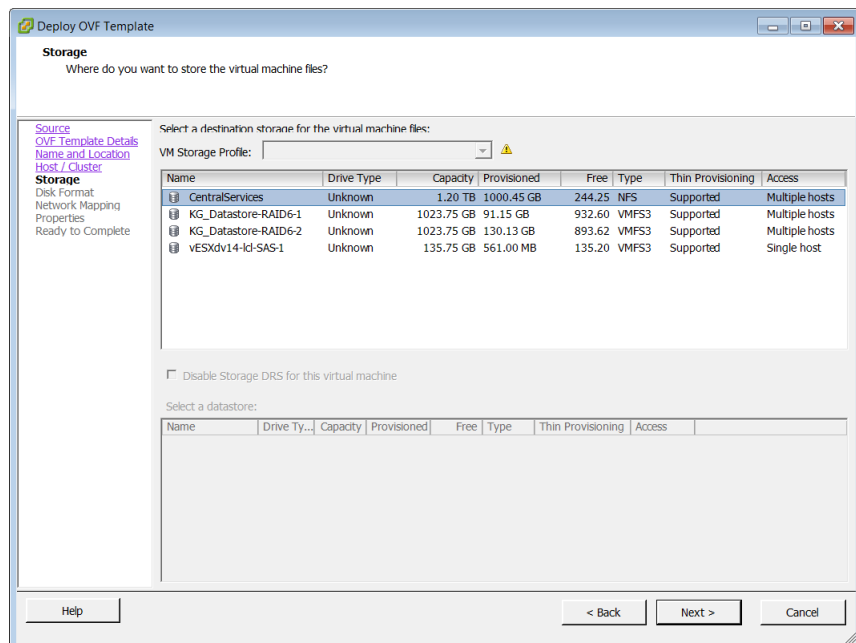 Deploy OVF Template
Storage
Where do you want to store the virtual machine files?
Source
OVF Template Details
Name and Location
Host / Cluster
Storage
Disk Format
Network Mapping
Properties
Ready to Complete
Select a destination storage for the virtual machine files:
VM Storage Profile:
Name Drive Type Capacity Provisioned Free Type Thin Provisioning Access
CentralServices Unknown 1.20 TB 1000.45 GB 244.25 NFS Supported Multiple hosts
KG_Datastore-RAID6-1 Unknown 1023.75 GB 91.15 GB 932.60 VMFS3 Supported Multiple hosts
KG_Datastore-RAID6-2 Unknown 1023.75 GB 130.13 GB 893.62 VMFS3 Supported Multiple hosts
vESXdv14-lcl-SAS-1 Unknown 135.75 GB 561.00 MB 135.20 VMFS3 Supported Single host
Disable Storage DRS for this virtual machine
Select a datastore:
Name Drive Ty... Capacity Provisioned Free Type Thin Provisioning Access
Help < Back Next > Cancel